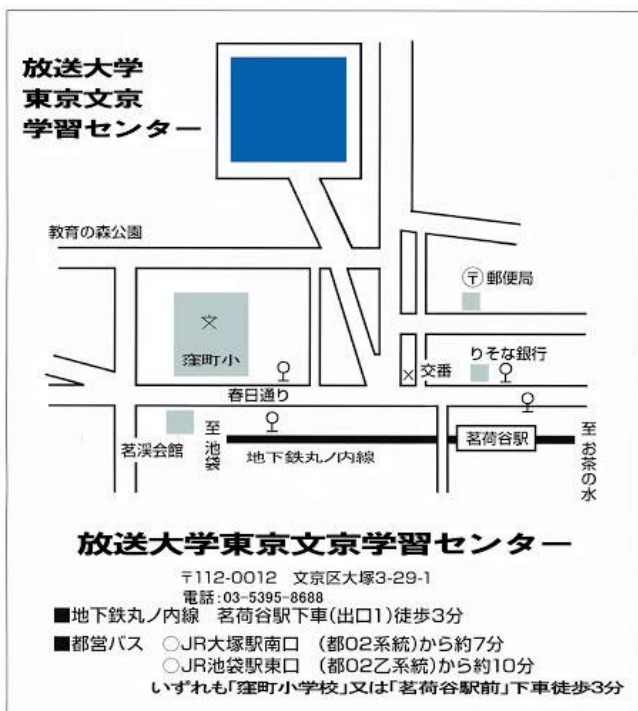 放送大学
東京文京
学習センター
教育の森公園
〒郵便局
文
窪町小
りそな銀行
交番
春日通り
茗渓会館
至池袋
地下鉄丸ノ内線
茗荷谷駅
至お茶の水
放送大学東京文京学習センター
〒112-0012 文京区大塚3-29-1
電話:03-5395-8688
■地下鉄丸ノ内線 茗荷谷駅下車(出口1)徒歩3分
■都営バス ○JR大塚駅南口 (都02系統)から約7分
○JR池袋駅東口 (都02乙系統)から約10分
いずれも「窪町小学校」又は「茗荷谷駅前」下車徒歩3分